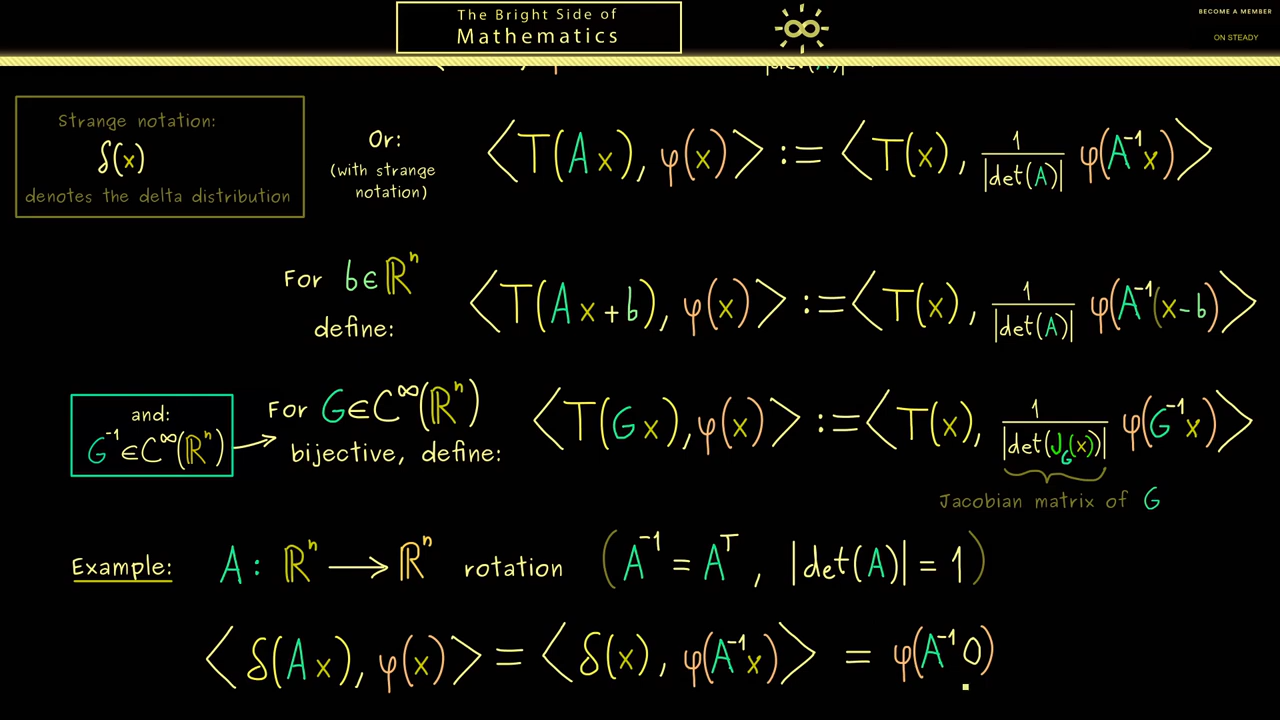 The Bright Side of
Mathematics
BECOME A MEMBER
ON STEADY
Strange notation:
δ(x)
denotes the delta distribution
Or:
(with strange
notation)
⟨T(Ax), φ(x)⟩ := ⟨T(x), 1/|det(A)| φ(A⁻¹x)⟩
For b∈ℝⁿ
define:
⟨T(Ax+b), φ(x)⟩ := ⟨T(x), 1/|det(A)| φ(A⁻¹(x-b)⟩
and:
G⁻¹∈C^∞(ℝⁿ)
For G∈C^∞(ℝⁿ)
bijective, define:
⟨T(Gx), φ(x)⟩ := ⟨T(x), 1/|det(J_G(x))| φ(G⁻¹x)⟩
Jacobian matrix of G
Example: A: ℝⁿ → ℝⁿ rotation (A⁻¹ = Aᵀ, |det(A)| = 1)
⟨δ(Ax), φ(x)⟩ = ⟨δ(x), φ(A⁻¹x)⟩ = φ(A⁻¹0)